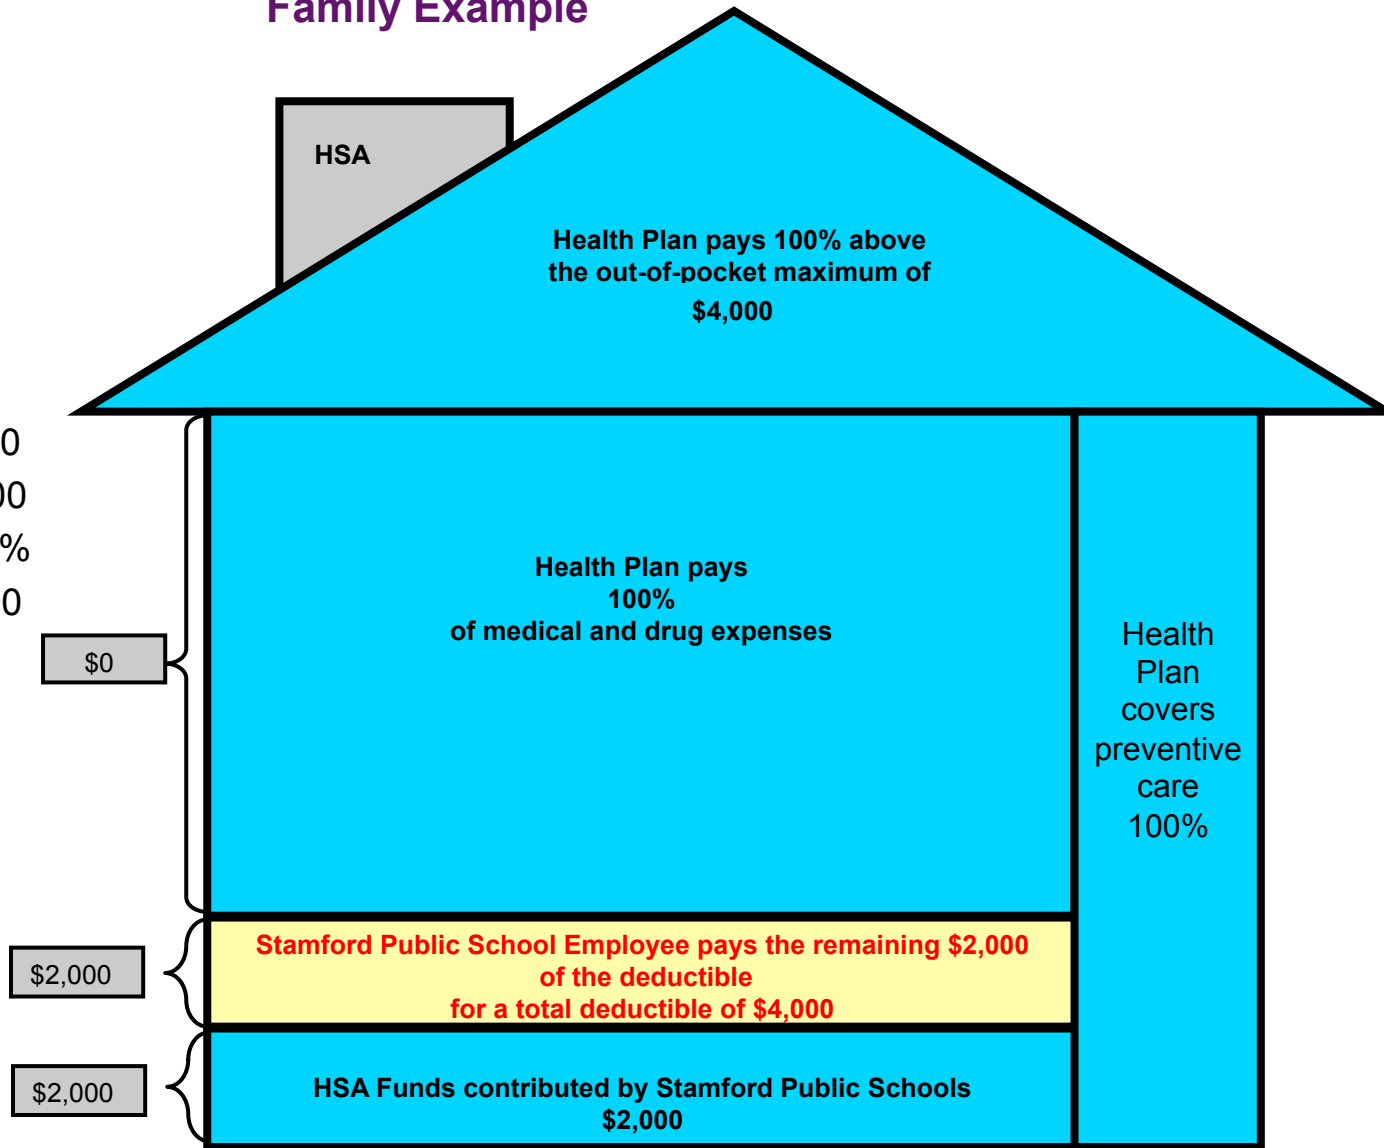 Family Example
HSA
Health Plan pays 100% above
the out-of-pocket maximum of
$4,000
0
00
%
0
Health Plan pays
100%
of medical and drug expenses
$0
Health
Plan
covers
preventive
care
100%
Stamford Public School Employee pays the remaining $2,000
of the deductible
for a total deductible of $4,000
$2,000
HSA Funds contributed by Stamford Public Schools
$2,000
$2,000